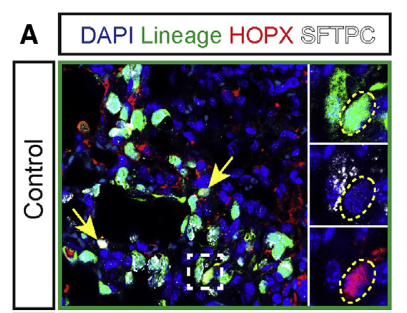 A
DAPI Lineage HOPX SFTPC
Control